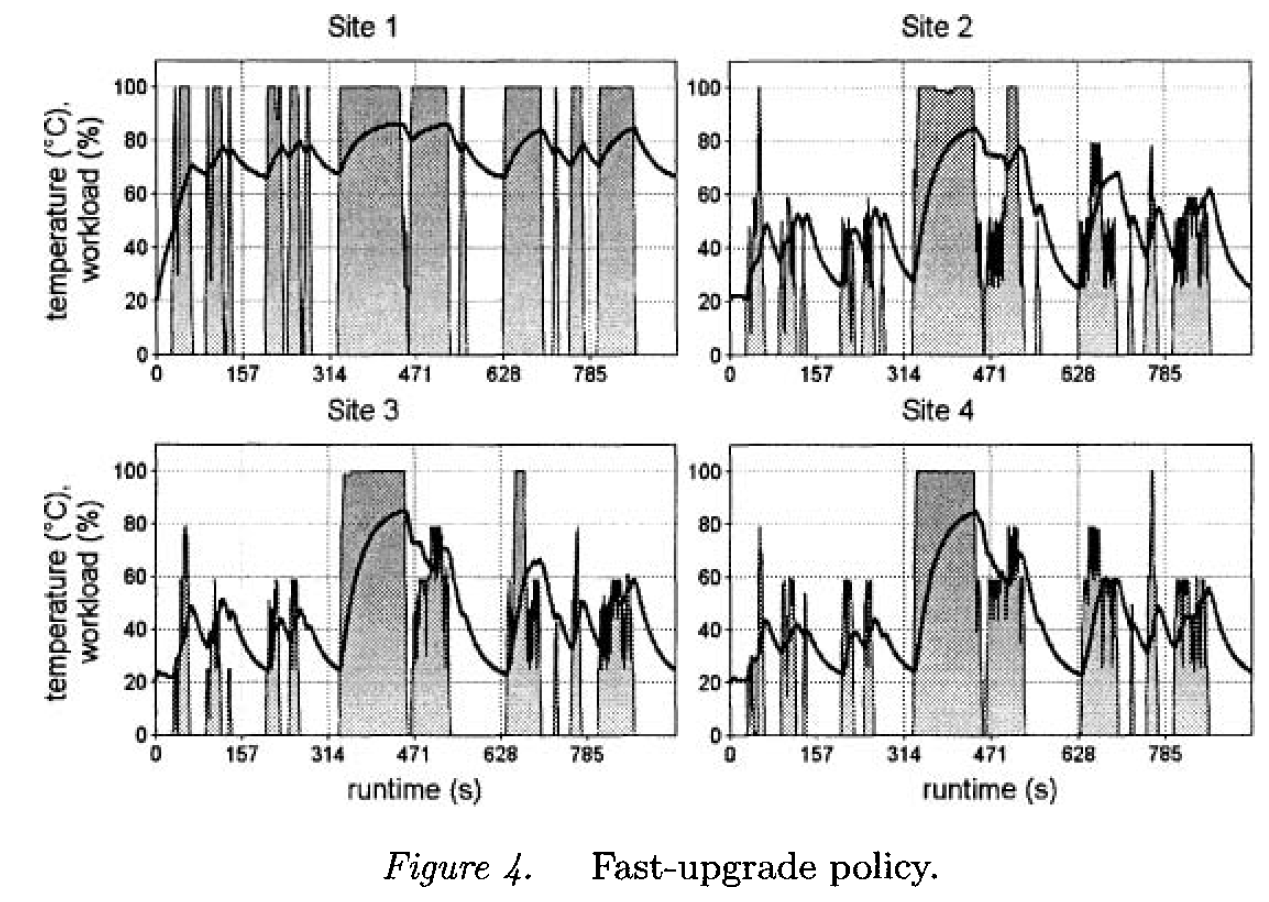 Site 1
Site 2
temperature (°C),
workload (%)
100
80
60
40
20
0
0 157 314 471 628 785
100
80
60
40
20
0
0 157 314 471 628 785
Site 3
Site 4
temperature (°C),
workload (%)
100
80
60
40
20
0
0 157 314 471 628 785
100
80
60
40
20
0
0 157 314 471 628 785
runtime (s)
runtime (s)
Figure 4. Fast-upgrade policy.